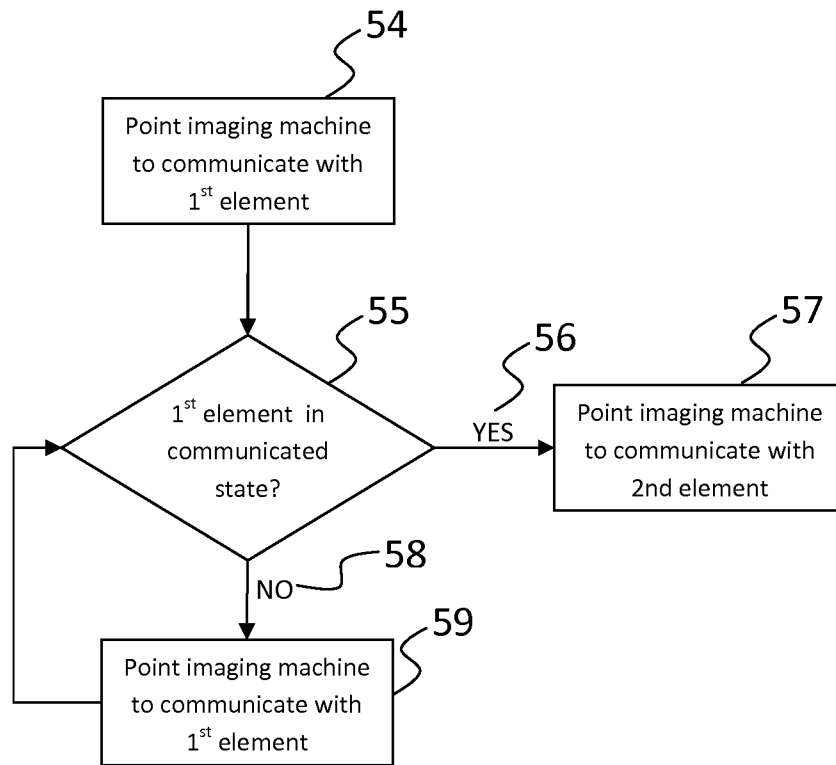 54
Point imaging machine
to communicate with
1st element
55
1st element in
communicated
state?
56
YES
57
Point imaging machine
to communicate with
2nd element
58
NO
59
Point imaging machine
to communicate with
1st element